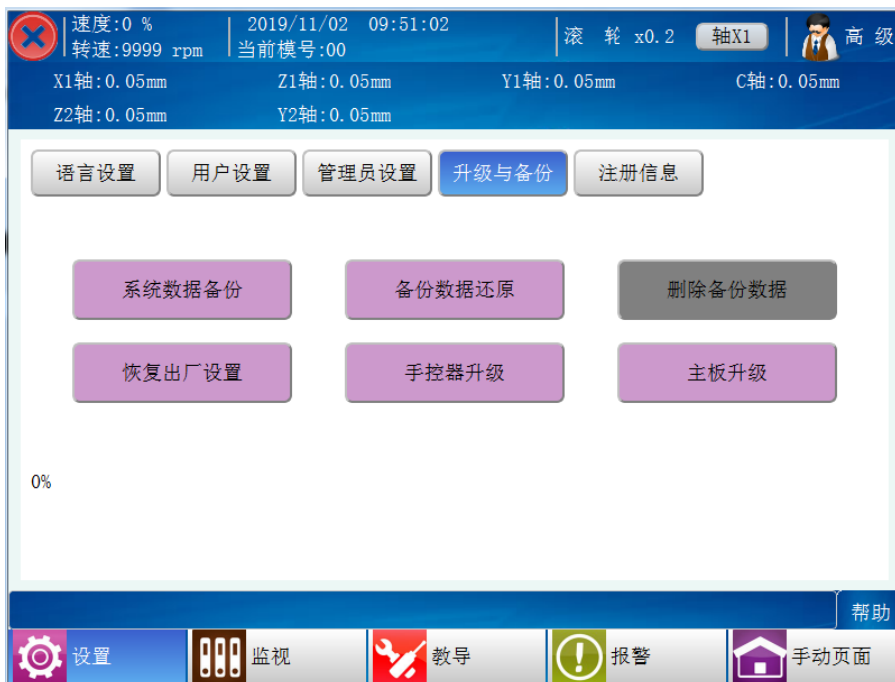 速度:0 % 2019/11/02 09:51:02 滚 轮 x0.2 轴X1 高 级
转速:9999 rpm 当前模号:00
X1轴:0.05mm Z1轴:0.05mm Y1轴:0.05mm C轴:0.05mm
Z2轴:0.05mm Y2轴:0.05mm
语言设置 用户设置 管理员设置 升级与备份 注册信息
系统数据备份 备份数据还原 删除备份数据
恢复出厂设置 手控器升级 主板升级
0%
帮助
设置 监视 教导 报警 手动页面